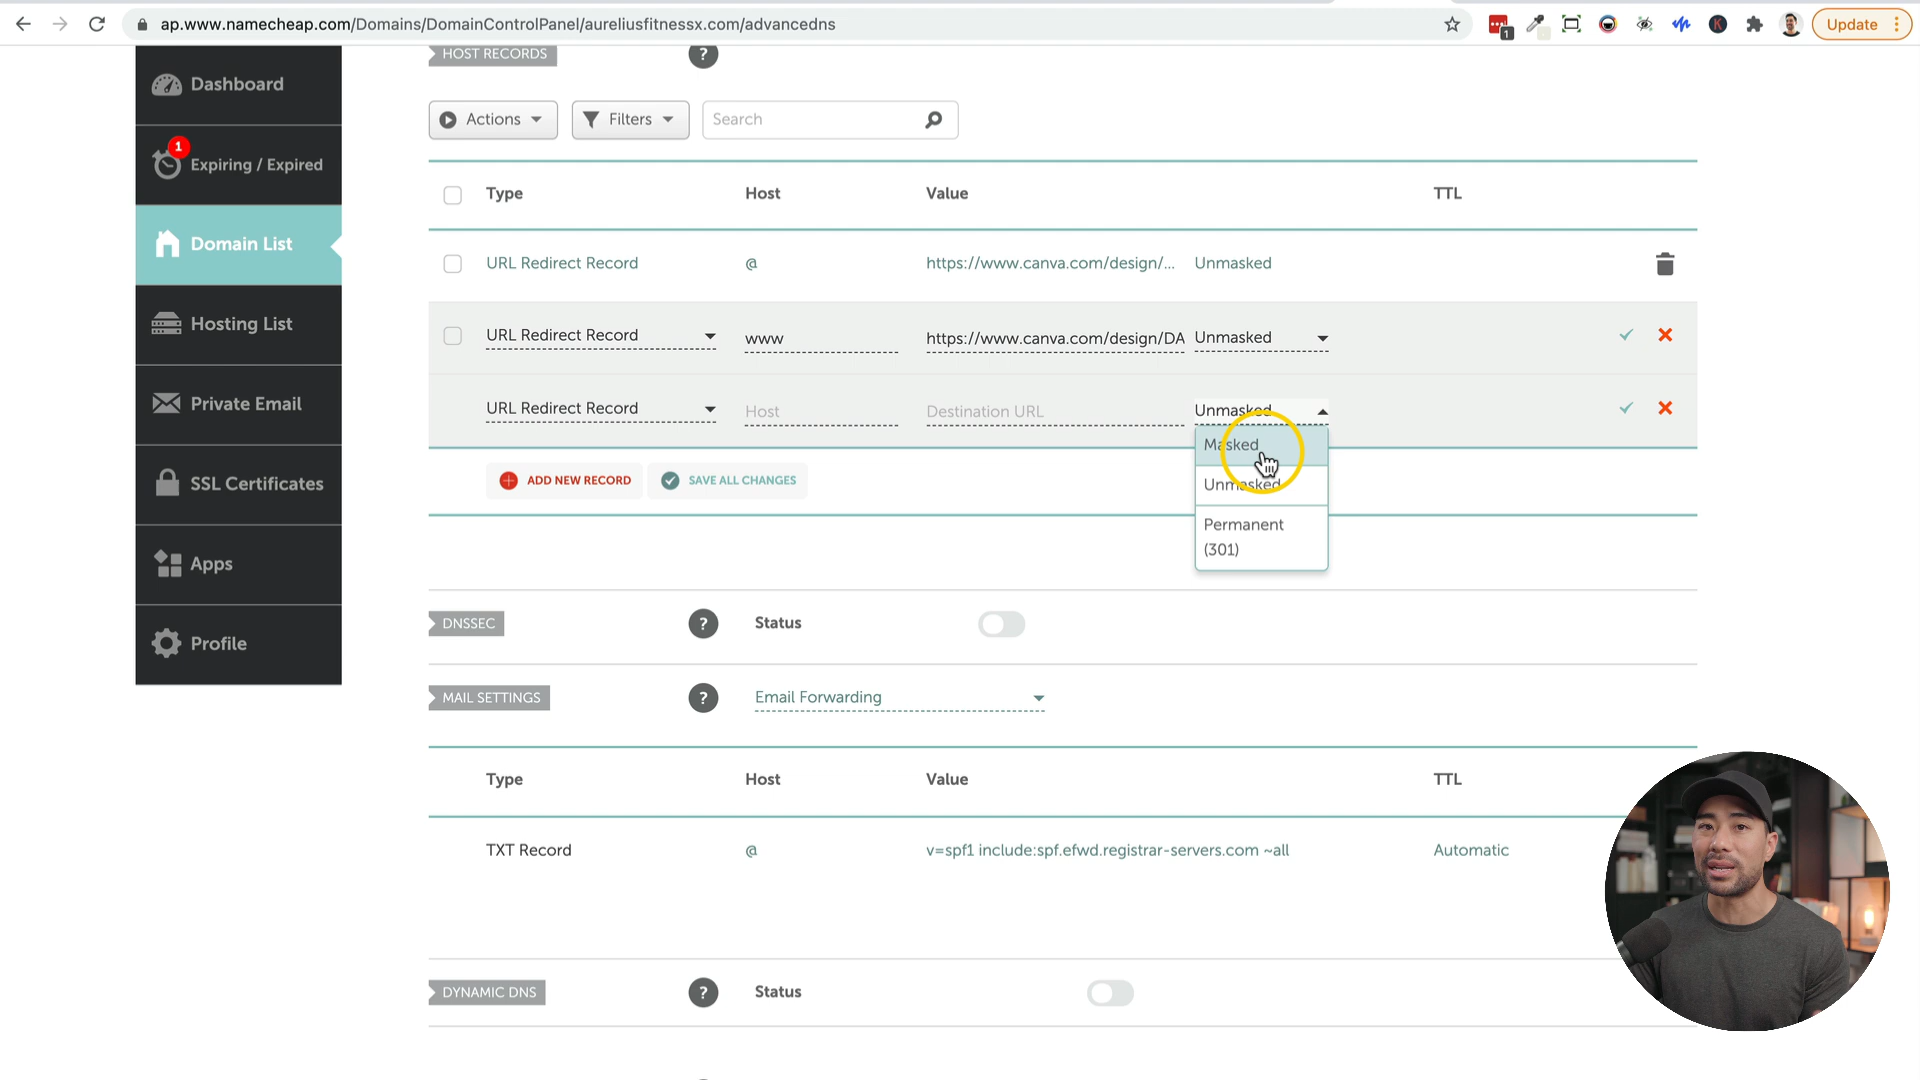 ap.www.namecheap.com/Domains/DomainControlPanel/aureliusfitnessx.com/advancedns
1
Update
HOST RECORDS
?
Dashboard
1
Expiring / Expired
Domain List
Hosting List
Private Email
SSL Certificates
Apps
Profile
Actions
Filters
Search
Type Host Value TTL
URL Redirect Record @ https://www.canva.com/design/... Unmasked
URL Redirect Record www https://www.canva.com/design/DA Unmasked
URL Redirect Record Host Destination URL Unmasked
Masked
Unmasked
Permanent
(301)
ADD NEW RECORD SAVE ALL CHANGES
DNSSEC ? Status
MAIL SETTINGS ? Email Forwarding
Type Host Value TTL
TXT Record @ v=spf1 include:spf.efwd.registrar-servers.com ~all Automatic
DYNAMIC DNS ? Status